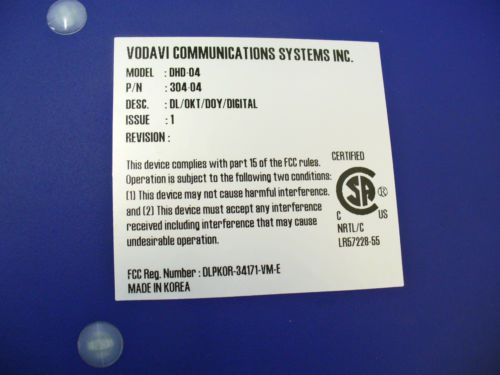 VODAVI COMMUNICATIONS SYSTEMS INC.
MODEL : DHD-04
P/N : 304-04
DESC. : DL/OKT/DOY/DIGITAL
ISSUE : 1
REVISION :
This device complies with part 15 of the FCC rules.
Operation is subject to the following two conditions:
(1) This device may not cause harmful interference,
and (2) This device must accept any interference
received including interference that may cause
undesirable operation.
CERTIFIED
CSA R
C US
NRTL/C
LR57228-55
FCC Reg. Number : DLPKOR-34171-VM-E
MADE IN KOREA